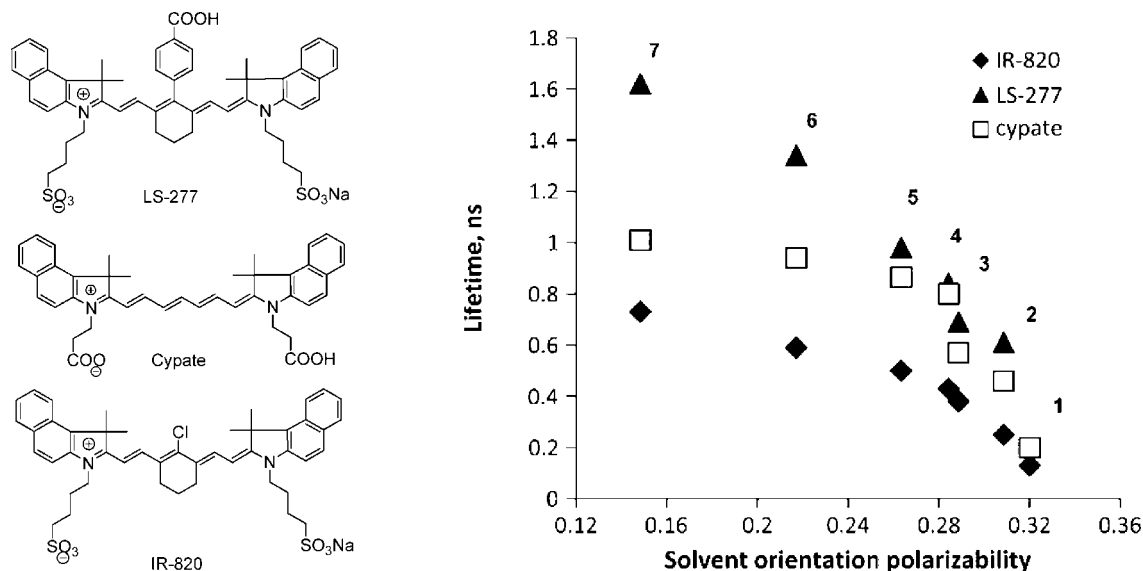 COOH
⊕
N
N
SO3
⊖
SO3Na
LS-277
⊕
N
N
COO
⊖
COOH
Cypate
Cl
⊕
N
N
SO3
⊖
SO3Na
IR-820
Lifetime, ns
1.8
1.6
1.4
1.2
1
0.8
0.6
0.4
0.2
0
7
6
5
4
3
2
1
IR-820
LS-277
cypate
0.12 0.16 0.2 0.24 0.28 0.32 0.36
Solvent orientation polarizability